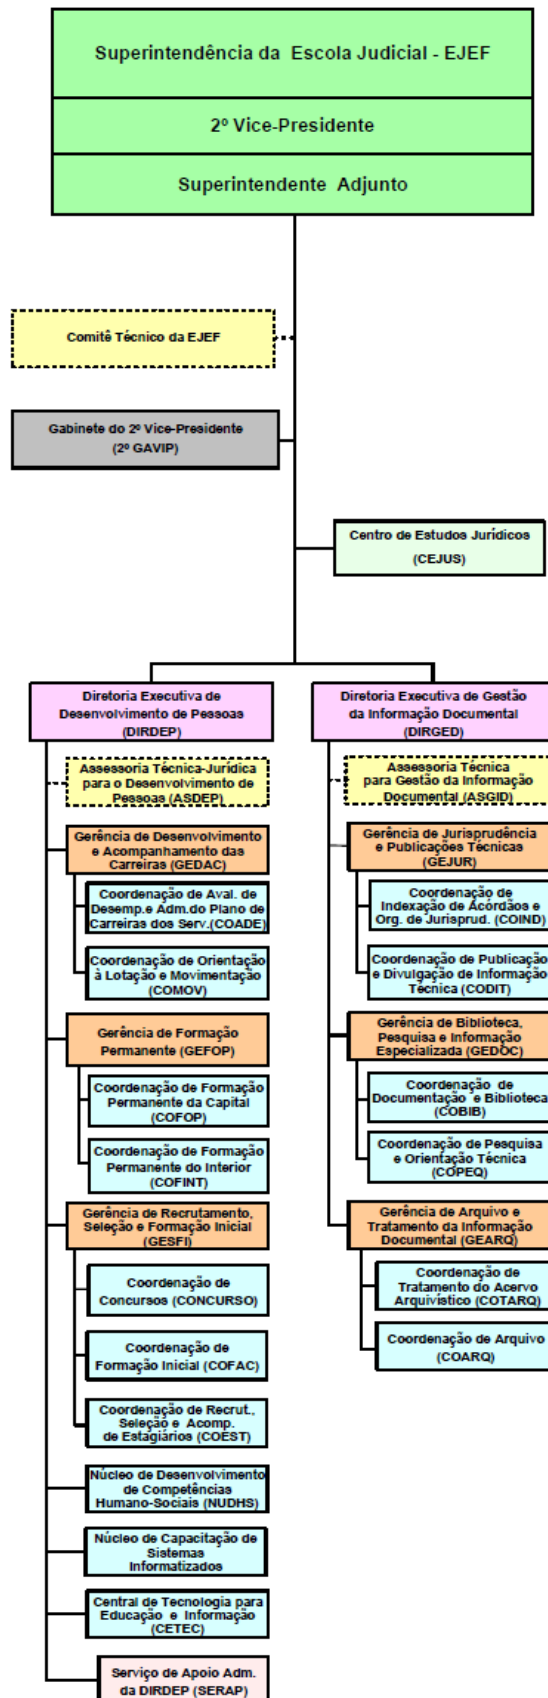 Superintendência da Escola Judicial - EJEF
2º Vice-Presidente
Superintendente Adjunto
Comitê Técnico da EJEF
Gabinete do 2º Vice-Presidente
(2º GAVIP)
Centro de Estudos Jurídicos
(CEJUS)
Diretoria Executiva de
Desenvolvimento de Pessoas
(DIRDEP)
Assessoria Técnica-Jurídica
para o Desenvolvimento de
Pessoas (ASDEP)
Gerência de Desenvolvimento
e Acompanhamento das
Carreiras (GEDAC)
Coordenação de Aval. de
Desemp.e Adm.do Plano de
Carreiras dos Serv.(COADE)
Coordenação de Orientação
à Lotação e Movimentação
(COMOV)
Gerência de Formação
Permanente (GEFOP)
Coordenação de Formação
Permanente da Capital
(COFOP)
Coordenação de Formação
Permanente do Interior
(COFINT)
Gerência de Recrutamento,
Seleção e Formação Inicial
(GESFI)
Coordenação de
Concursos (CONCURSO)
Coordenação de
Formação Inicial (COFAC)
Coordenação de Recrut.,
Seleção e Acomp.
de Estagiários (COEST)
Núcleo de Desenvolvimento
de Competências
Humano-Sociais (NUDHS)
Núcleo de Capacitação de
Sistemas
Informatizados
Central de Tecnologia para
Educação e Informação
(CETEC)
Serviço de Apoio Adm.
da DIRDEP (SERAP)
Diretoria Executiva de Gestão
da Informação Documental
(DIRGED)
Assessoria Técnica
para Gestão da Informação
Documental (ASGID)
Gerência de Jurisprudência
e Publicações Técnicas
(GEJUR)
Coordenação de
Indexação de Acórdãos e
Org. de Jurisprud. (COIND)
Coordenação de Publicação
e Divulgação de Informação
Técnica (CODIT)
Gerência de Biblioteca,
Pesquisa e Informação
Especializada (GEDOC)
Coordenação de
Documentação e Biblioteca
(COBIB)
Coordenação de Pesquisa
e Orientação Técnica
(COPEQ)
Gerência de Arquivo e
Tratamento da Informação
Documental (GEARQ)
Coordenação de
Tratamento do Acervo
Arquivístico (COTARQ)
Coordenação de Arquivo
(COARQ)